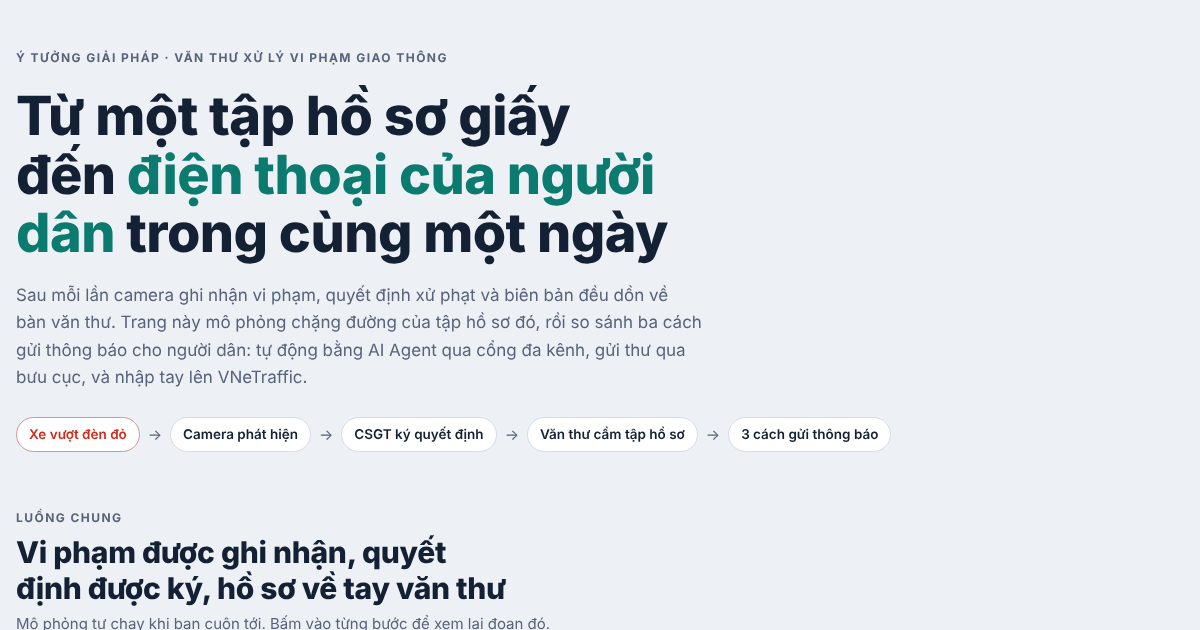 Ý TƯỞNG GIẢI PHÁP · VĂN THƯ XỬ LÝ VI PHẠM GIAO THÔNG
Từ một tập hồ sơ giấy
đến điện thoại của người
dân trong cùng một ngày
Sau mỗi lần camera ghi nhận vi phạm, quyết định xử phạt và biên bản đều dồn về
bàn văn thư. Trang này mô phỏng chặng đường của tập hồ sơ đó, rồi so sánh ba cách
gửi thông báo cho người dân: tự động bằng AI Agent qua cổng đa kênh, gửi thư qua
bưu cục, và nhập tay lên VNeTraffic.
Xe vượt đèn đỏ → Camera phát hiện → CSGT ký quyết định → Văn thư cầm tập hồ sơ → 3 cách gửi thông báo
LUỒNG CHUNG
Vi phạm được ghi nhận, quyết
định được ký, hồ sơ về tay văn thư
Mô phỏng tự chạy khi bạn cuộn tới. Bấm vào từng bước để xem lại đoạn đó.